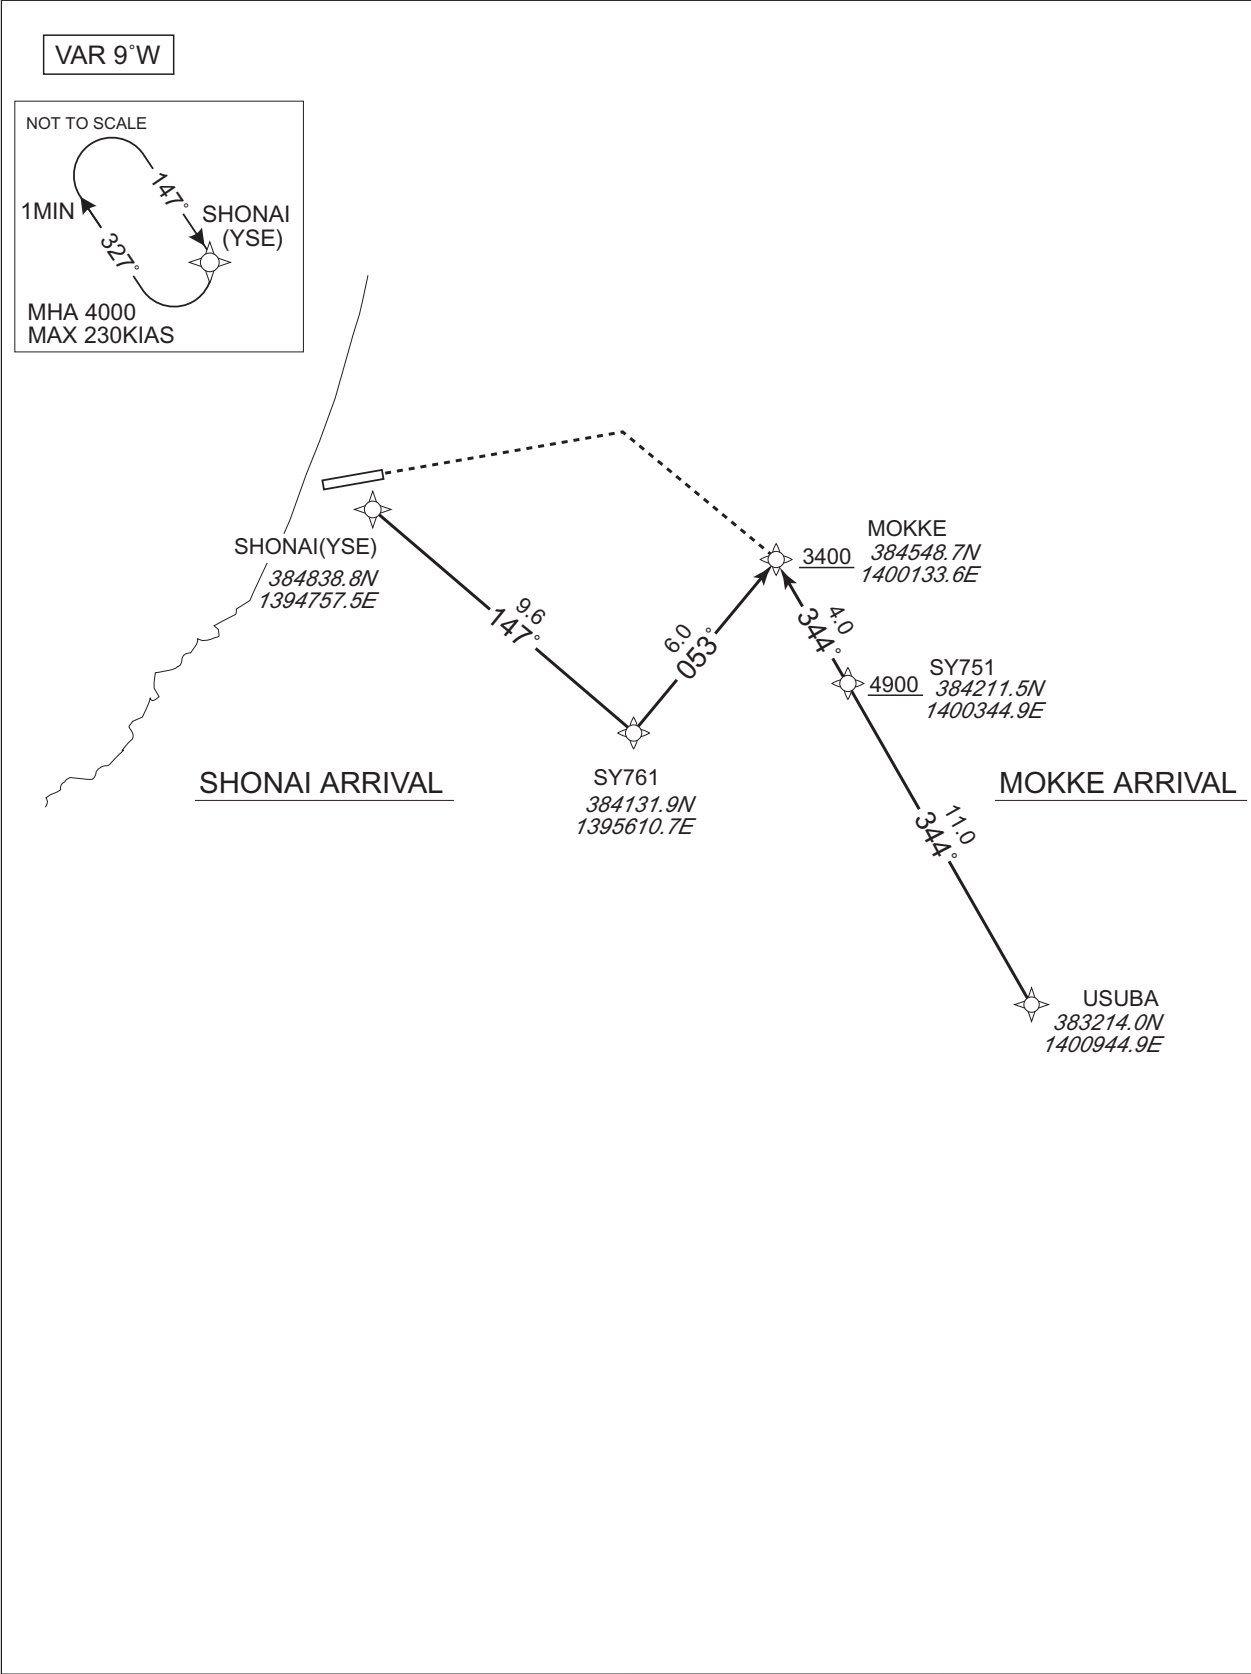 VAR 9°W
NOT TO SCALE
147°
1MIN
SHONAI
(YSE)
327°
MHA 4000
MAX 230KIAS
MOKKE
3400
384548.7N
1400133.6E
SHONAI(YSE)
384838.8N
1394757.5E
9.6
147°
6.0
053°
4.0
344°
SY751
4900
384211.5N
1400344.9E
SHONAI ARRIVAL
SY761
384131.9N
1395610.7E
MOKKE ARRIVAL
11.0
344°
USUBA
383214.0N
1400944.9E